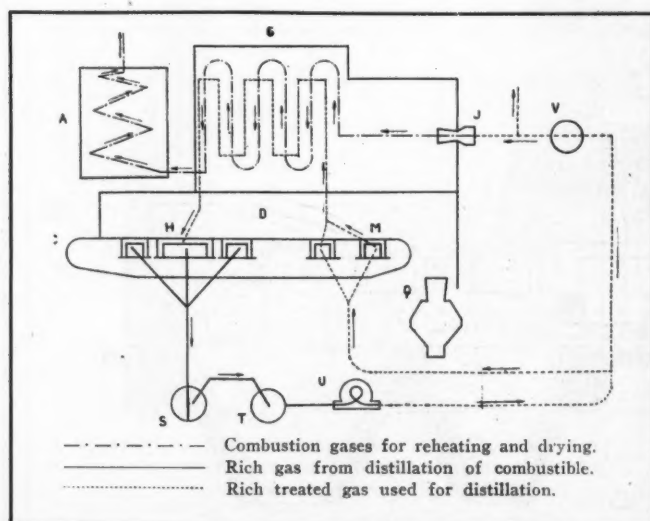 G
A
J
V
H
D
M
C
Q
S
T
U
Combustion gases for reheating and drying.
Rich gas from distillation of combustible.
Rich treated gas used for distillation.